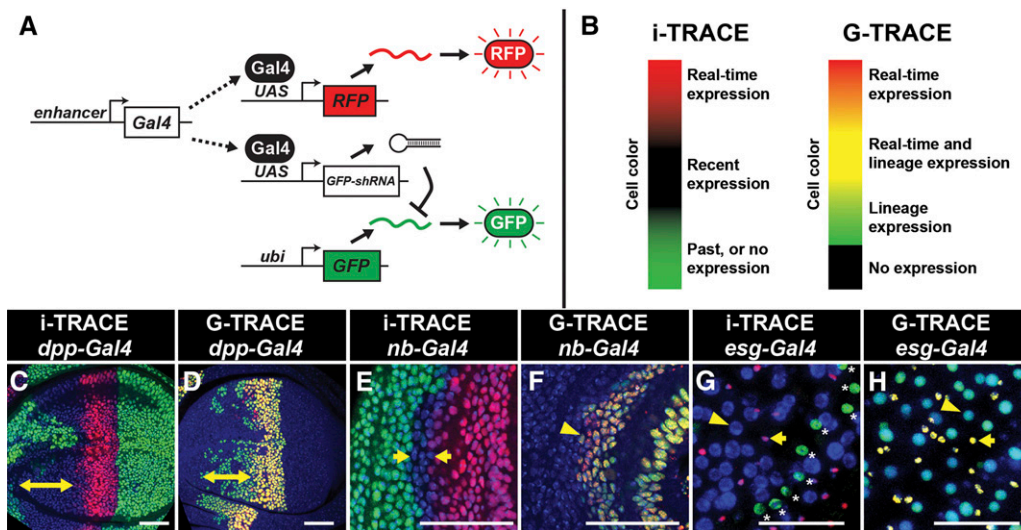 A
enhancer
Gal4
Gal4
UAS
RFP
RFP
Gal4
UAS
GFP-shRNA
ubi
GFP
GFP
B
i-TRACE
G-TRACE
Cell color
Real-time
expression
Recent
expression
Past, or no
expression
Cell color
Real-time
expression
Real-time and
lineage expression
Lineage
expression
No expression
i-TRACE
dpp-Gal4
G-TRACE
dpp-Gal4
i-TRACE
nb-Gal4
G-TRACE
nb-Gal4
i-TRACE
esg-Gal4
G-TRACE
esg-Gal4
C
D
E
F
G
* * * * * * * *
H